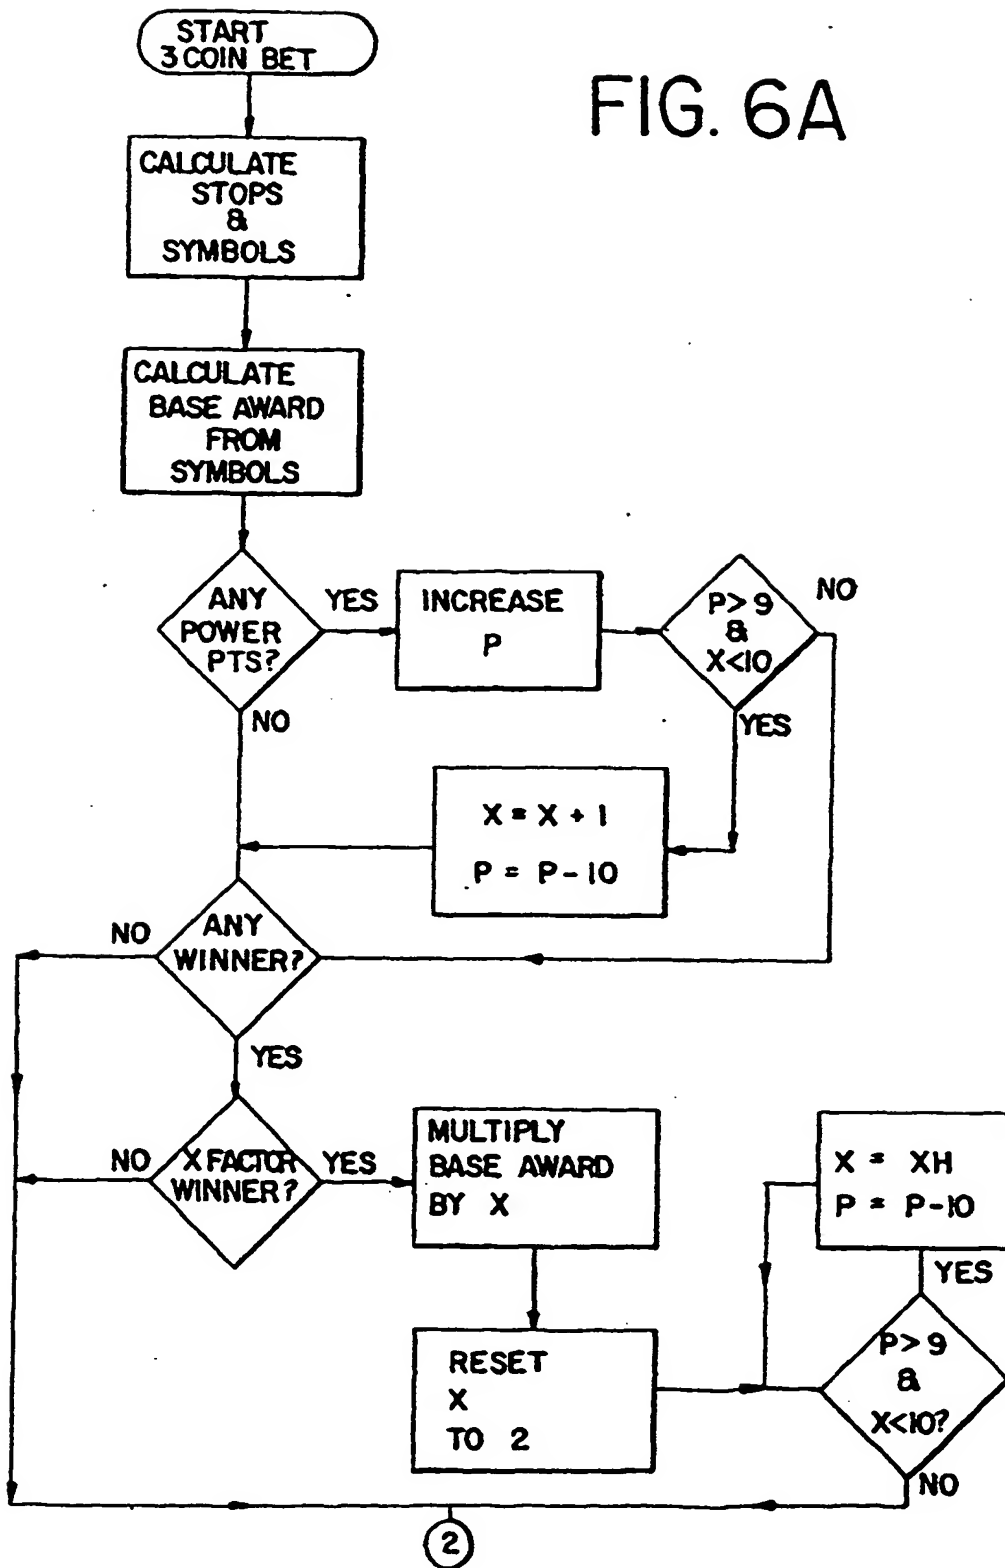 START
3 COIN BET
FIG. 6A
CALCULATE
STOPS
&
SYMBOLS
CALCULATE
BASE AWARD
FROM
SYMBOLS
ANY
POWER
PTS?
YES
INCREASE
P
P > 9
&
X<10
NO
NO
YES
X = X + 1
P = P - 10
ANY
WINNER?
NO
YES
X FACTOR
WINNER?
NO
YES
MULTIPLY
BASE AWARD
BY X
X = XH
P = P-10
YES
RESET
X
TO 2
P > 9
&
X<10?
NO
2